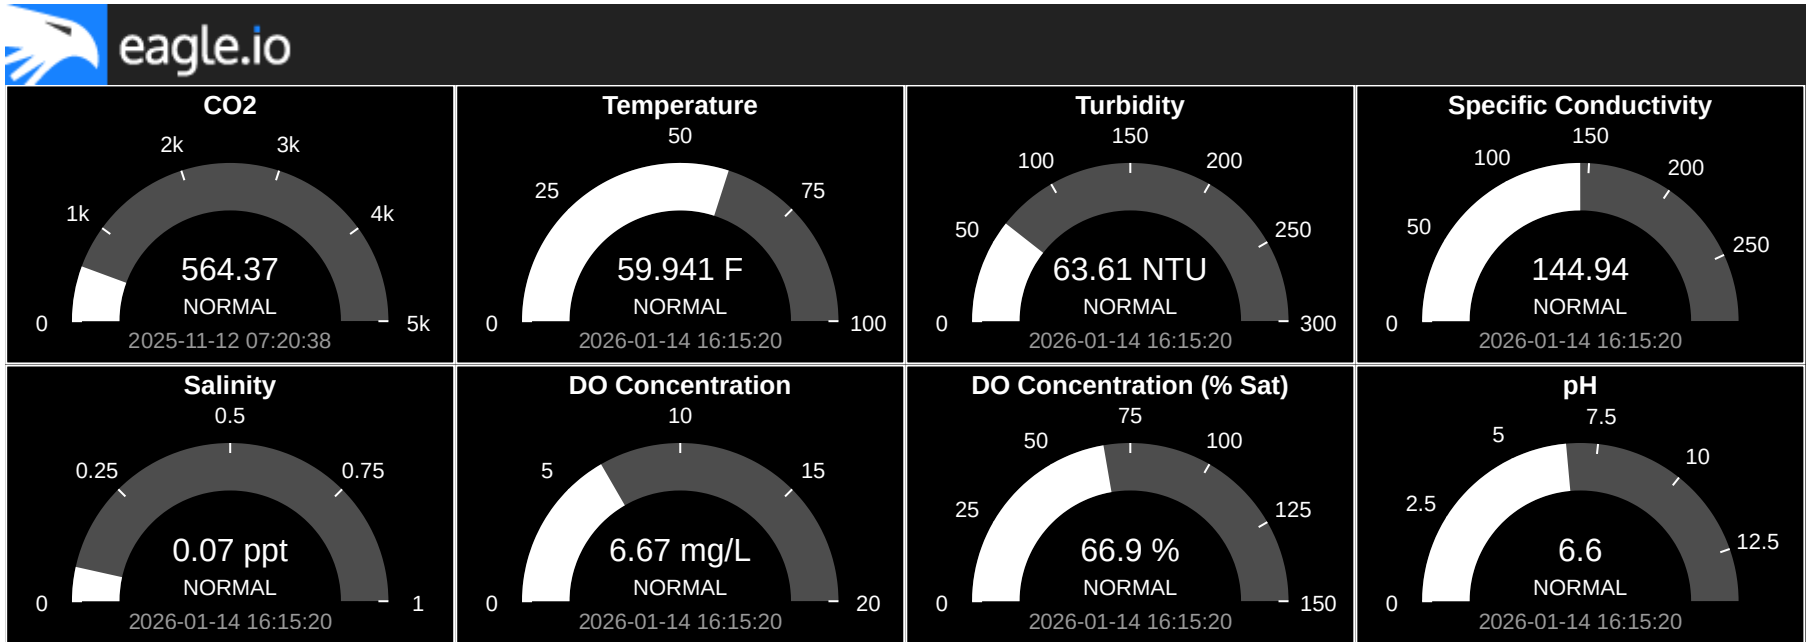 eagle.io
CO2
0
1k
2k
3k
4k
5k
564.37
NORMAL
2025-11-12 07:20:38
Temperature
0
25
50
75
100
59.941 F
NORMAL
2026-01-14 16:15:20
Turbidity
0
50
100
150
200
250
300
63.61 NTU
NORMAL
2026-01-14 16:15:20
Specific Conductivity
0
50
100
150
200
250
144.94
NORMAL
2026-01-14 16:15:20
Salinity
0
0.25
0.5
0.75
1
0.07 ppt
NORMAL
2026-01-14 16:15:20
DO Concentration
0
5
10
15
20
6.67 mg/L
NORMAL
2026-01-14 16:15:20
DO Concentration (% Sat)
0
25
50
75
100
125
150
66.9 %
NORMAL
2026-01-14 16:15:20
pH
0
2.5
5
7.5
10
12.5
6.6
NORMAL
2026-01-14 16:15:20